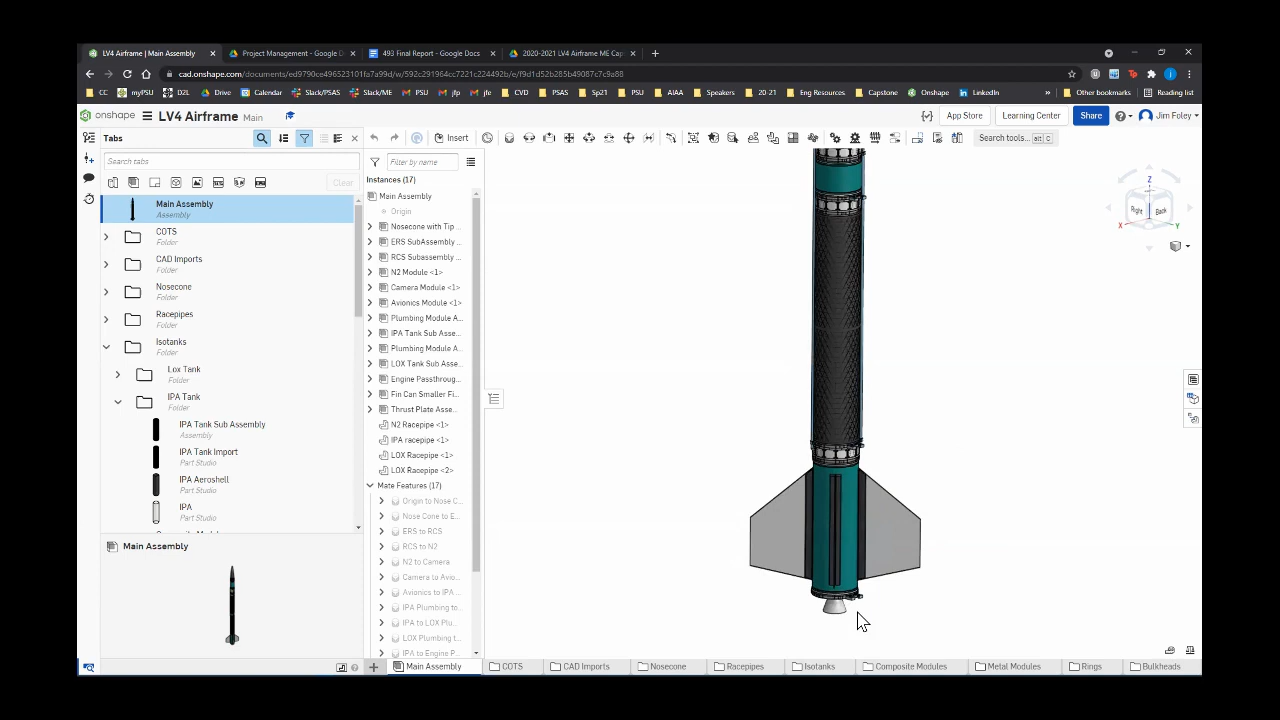 LV4 Airframe | Main Assembly
Project Management - Google D
493 Final Report - Google Docs
2020-2021 LV4 Airframe ME Cap
cad.onshape.com/documents/ed9790ce496523101fa7a99d/w/592c291964cc7221c224492b/e/f9d1d52b285b49087c7c9a88
CC
myPSU
D2L
Drive
Calendar
Slack/PSAS
Slack/ME
PSU
jfp
jfe
CVD
PSAS
Sp21
PSU
AIAA
Speakers
20-21
Eng Resources
Capstone
Onshape
LinkedIn
Other bookmarks
Reading list
onshape
LV4 Airframe Main
App Store
Learning Center
Share
Jim Foley
Tabs
Insert
Search tools...
alt
c
Search tabs
Clear
Filter by name
Main Assembly
Assembly
COTS
Folder
CAD Imports
Folder
Nosecone
Folder
Racepipes
Folder
Isotanks
Folder
Lox Tank
Folder
IPA Tank
Folder
IPA Tank Sub Assembly
Assembly
IPA Tank Import
Part Studio
IPA Aeroshell
Part Studio
IPA
Part Studio
Main Assembly
Instances (17)
Main Assembly
Origin
Nosecone with Tip ...
ERS SubAssembly ...
RCS Subassembly ...
N2 Module <1>
Camera Module <1>
Avionics Module <1>
Plumbing Module A...
IPA Tank Sub Asse...
Plumbing Module A...
LOX Tank Sub Asse...
Engine Passthroug...
Fin Can Smaller Fi...
Thrust Plate Asse...
N2 Racepipe <1>
IPA racepipe <1>
LOX Racepipe <1>
LOX Racepipe <2>
Mate Features (17)
Origin to Nose C...
Nose Cone to E...
ERS to RCS
RCS to N2
N2 to Camera
Camera to Avio...
Avionics to IPA...
IPA Plumbing to...
IPA to LOX Plu...
LOX Plumbing t...
IPA to Engine P...
Z
Right
Back
X
Y
Main Assembly
COTS
CAD Imports
Nosecone
Racepipes
Isotanks
Composite Modules
Metal Modules
Rings
Bulkheads